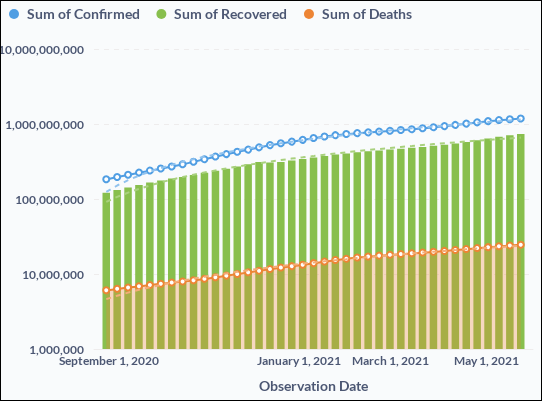 Sum of Confirmed Sum of Recovered Sum of Deaths
10,000,000,000
1,000,000,000
100,000,000
10,000,000
1,000,000
September 1, 2020 January 1, 2021 March 1, 2021 May 1, 2021
Observation Date